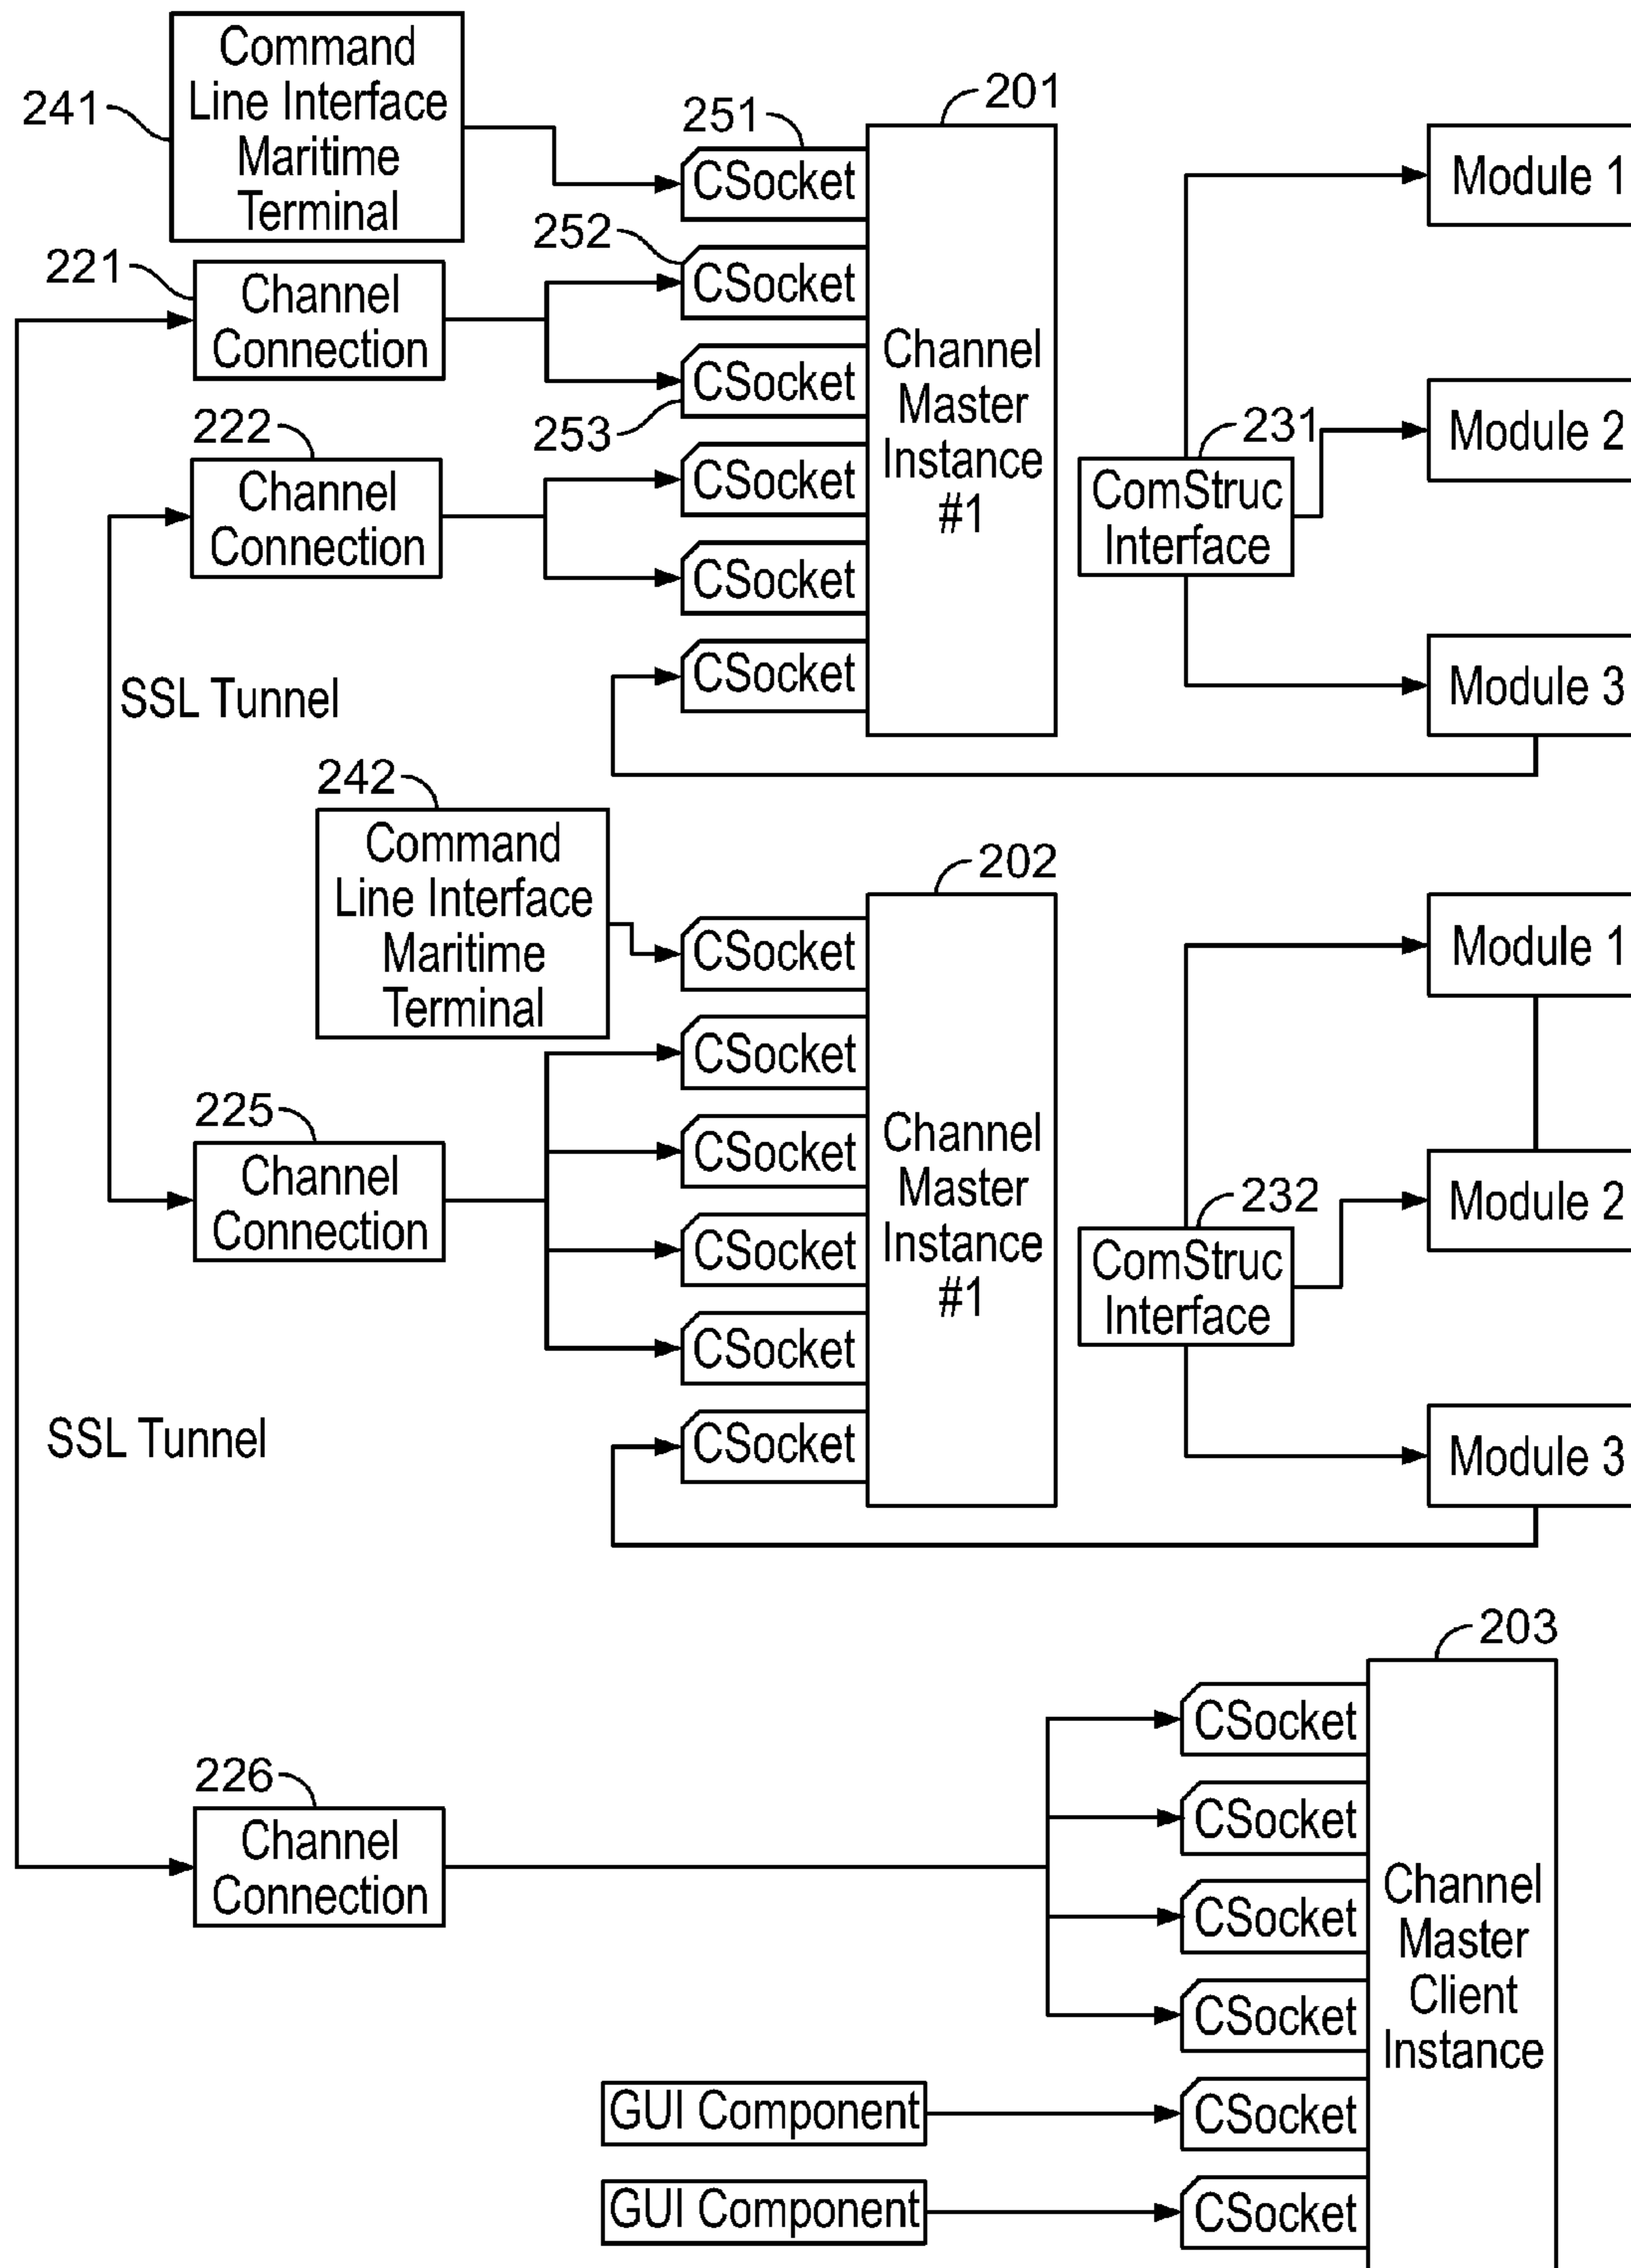 Command
Line Interface
Maritime
Terminal
241
251
201
CSocket
Module 1
252
221
Channel
Connection
CSocket
CSocket
253
Channel
Master
Instance
#1
222
Channel
Connection
CSocket
CSocket
CSocket
231
ComStruc
Interface
Module 2
Module 3
SSL Tunnel
242
Command
Line Interface
Maritime
Terminal
202
CSocket
CSocket
CSocket
CSocket
CSocket
CSocket
Channel
Master
Instance
#1
225
Channel
Connection
232
ComStruc
Interface
Module 1
Module 2
Module 3
SSL Tunnel
203
226
Channel
Connection
CSocket
CSocket
CSocket
CSocket
CSocket
CSocket
Channel
Master
Client
Instance
GUI Component
GUI Component